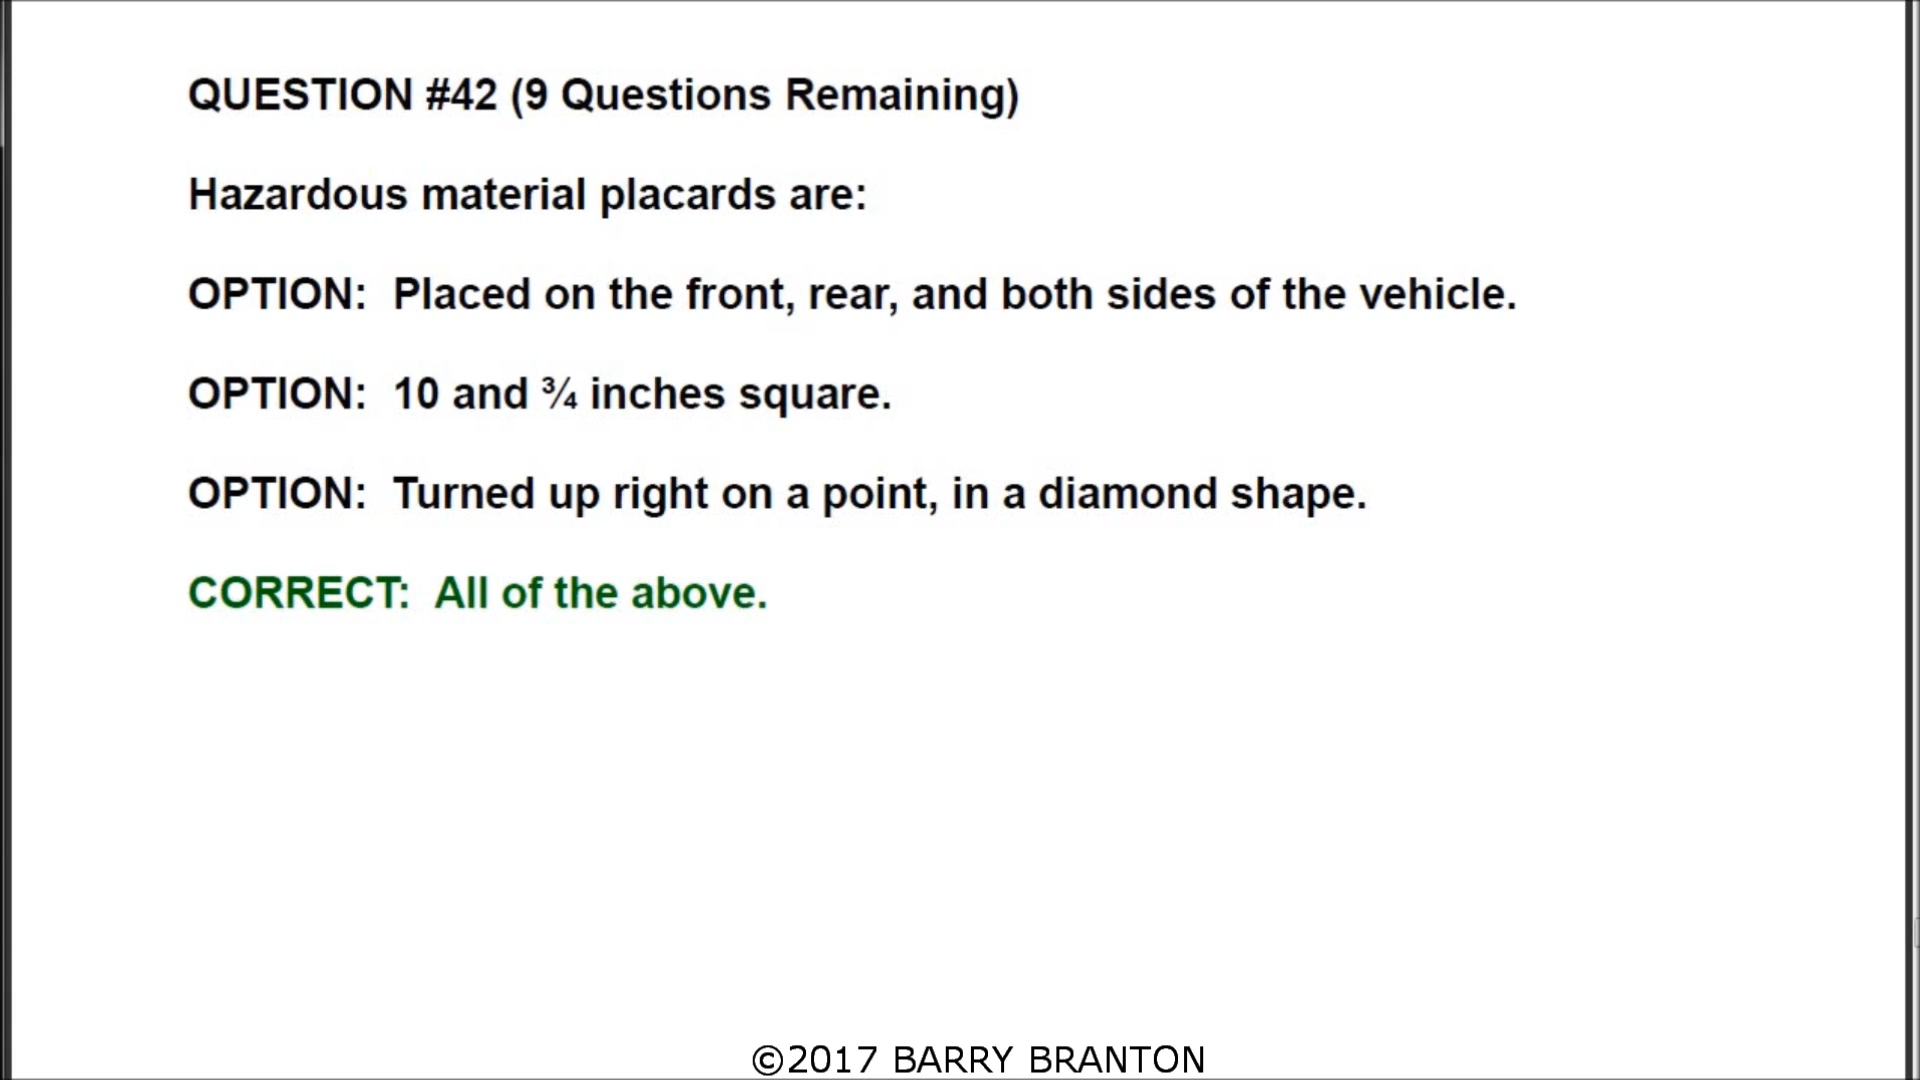 QUESTION #42 (9 Questions Remaining)
Hazardous material placards are:
OPTION:  Placed on the front, rear, and both sides of the vehicle.
OPTION:  10 and ¾ inches square.
OPTION:  Turned up right on a point, in a diamond shape.
CORRECT:  All of the above.
©2017 BARRY BRANTON